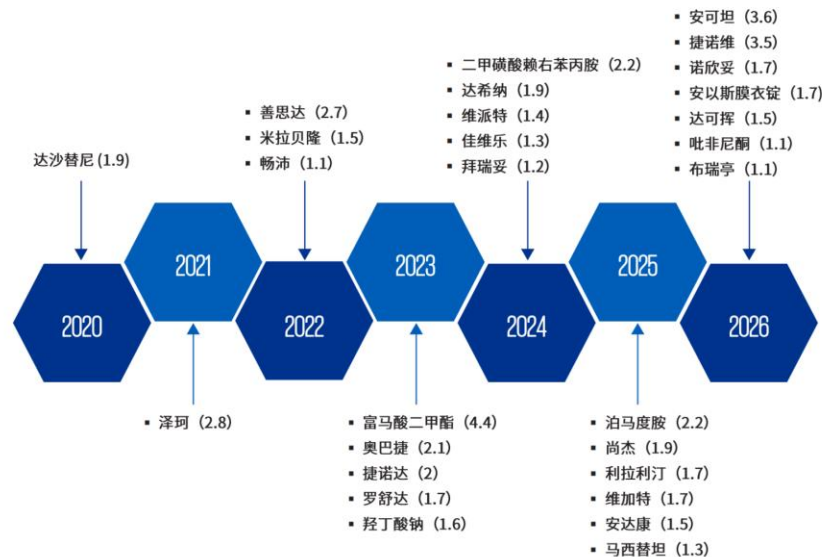 达沙替尼 (1.9)
2020
2021
▪ 泽珂（2.8）
▪ 善思达（2.7）
▪ 米拉贝隆（1.5）
▪ 畅沛（1.1）
2022
2023
▪ 富马酸二甲酯（4.4）
▪ 奥巴捷（2.1）
▪ 捷诺达（2）
▪ 罗舒达（1.7）
▪ 羟丁酸钠（1.6）
▪ 二甲磺酸赖右苯丙胺（2.2）
▪ 达希纳（1.9）
▪ 维派特（1.4）
▪ 佳维乐（1.3）
▪ 拜瑞妥（1.2）
2024
2025
▪ 泊马度胺（2.2）
▪ 尚杰（1.9）
▪ 利拉利汀（1.7）
▪ 维加特（1.7）
▪ 安达康（1.5）
▪ 马西替坦（1.3）
▪ 安可坦（3.6）
▪ 捷诺维（3.5）
▪ 诺欣妥（1.7）
▪ 安以斯膜衣锭（1.7)
▪ 达可挥（1.5）
▪ 吡非尼酮（1.1）
▪ 布瑞亭（1.1）
2026